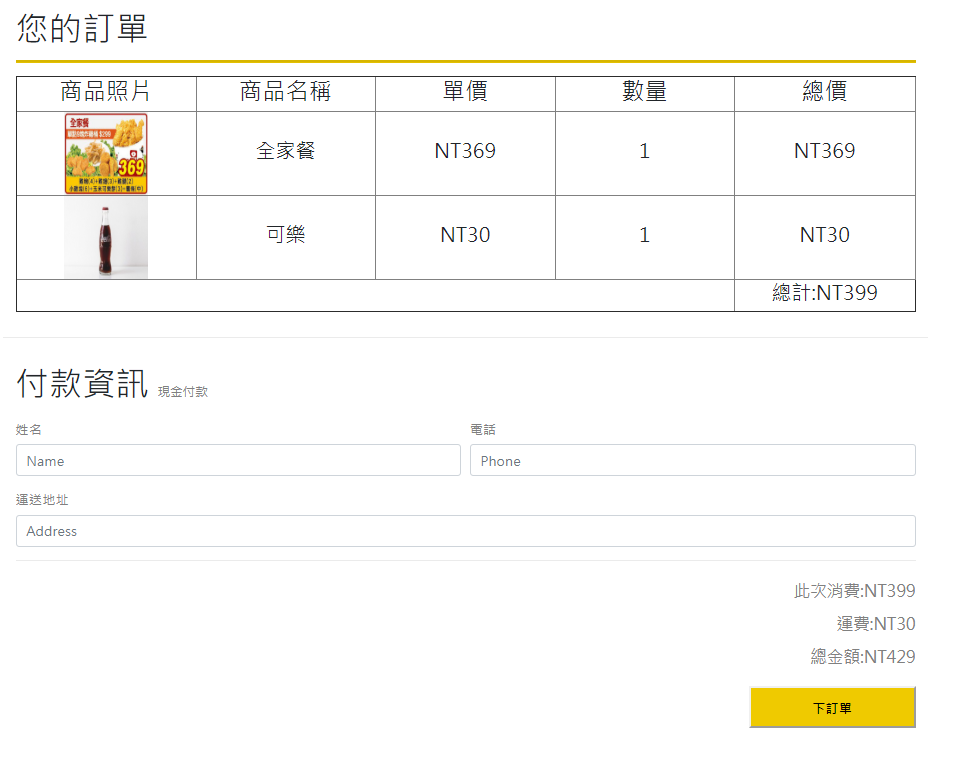 您的訂單
商品照片 商品名稱 單價 數量 總價
全家餐
$299
369
全家餐 NT369 1 NT369
可樂 NT30 1 NT30
總計:NT399
付款資訊 現金付款
姓名 電話
Name Phone
運送地址
Address
此次消費:NT399
運費:NT30
總金額:NT429
下訂單